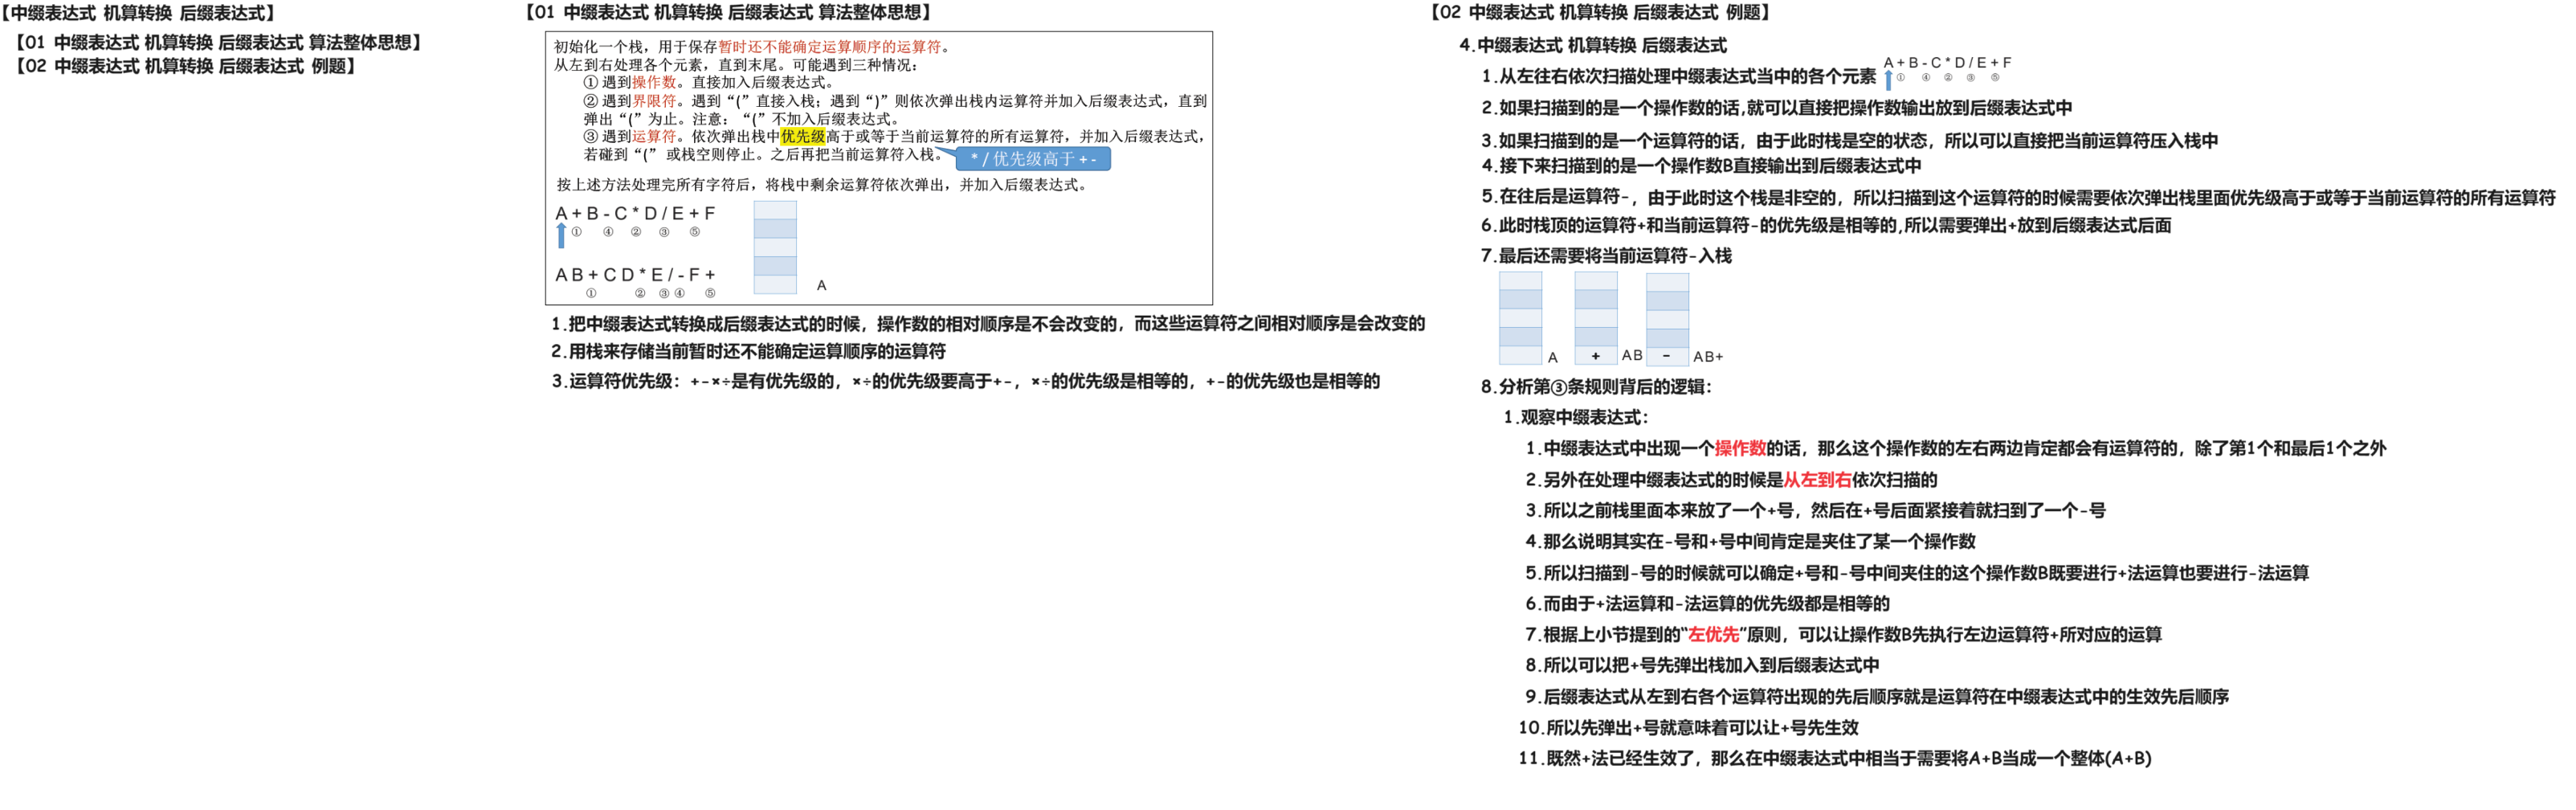 【中缀表达式 机算转换 后缀表达式】
【01 中缀表达式 机算转换 后缀表达式 算法整体思想】
【02 中缀表达式 机算转换 后缀表达式 例题】
【01 中缀表达式 机算转换 后缀表达式 算法整体思想】
初始化一个栈，用于保存暂时还不能确定运算顺序的运算符。
从左到右处理各个元素，直到末尾。可能遇到三种情况：
① 遇到操作数。直接加入后缀表达式。
② 遇到界限符。遇到“(”直接入栈；遇到“)”则依次弹出栈内运算符并加入后缀表达式，直到
弹出“(”为止。注意：“(”不加入后缀表达式。
③ 遇到运算符。依次弹出栈中优先级高于或等于当前运算符的所有运算符，并加入后缀表达式，
若碰到“(” 或栈空则停止。之后再把当前运算符入栈。
* / 优先级高于 + -
按上述方法处理完所有字符后，将栈中剩余运算符依次弹出，并加入后缀表达式。
A + B - C * D / E + F
① ④ ② ③ ⑤
A B + C D * E / - F +
① ② ③ ④ ⑤
A
1.把中缀表达式转换成后缀表达式的时候，操作数的相对顺序是不会改变的，而这些运算符之间相对顺序是会改变的
2.用栈来存储当前暂时还不能确定运算顺序的运算符
3.运算符优先级：+-×÷是有优先级的，×÷的优先级要高于+-，×÷的优先级是相等的，+-的优先级也是相等的
【02 中缀表达式 机算转换 后缀表达式 例题】
4.中缀表达式 机算转换 后缀表达式
1.从左往右依次扫描处理中缀表达式当中的各个元素
A + B - C * D / E + F
① ④ ② ③ ⑤
2.如果扫描到的是一个操作数的话,就可以直接把操作数输出放到后缀表达式中
3.如果扫描到的是一个运算符的话，由于此时栈是空的状态，所以可以直接把当前运算符压入栈中
4.接下来扫描到的是一个操作数B直接输出到后缀表达式中
5.在往后是运算符-，由于此时这个栈是非空的，所以扫描到这个运算符的时候需要依次弹出栈里面优先级高于或等于当前运算符的所有运算符
6.此时栈顶的运算符+和当前运算符-的优先级是相等的,所以需要弹出+放到后缀表达式后面
7.最后还需要将当前运算符-入栈
A + AB - AB+
8.分析第③条规则背后的逻辑：
1.观察中缀表达式：
1.中缀表达式中出现一个操作数的话，那么这个操作数的左右两边肯定都会有运算符的，除了第1个和最后1个之外
2.另外在处理中缀表达式的时候是从左到右依次扫描的
3.所以之前栈里面本来放了一个+号，然后在+号后面紧接着就扫到了一个-号
4.那么说明其实在-号和+号中间肯定是夹住了某一个操作数
5.所以扫描到-号的时候就可以确定+号和-号中间夹住的这个操作数B既要进行+法运算也要进行-法运算
6.而由于+法运算和-法运算的优先级都是相等的
7.根据上小节提到的“左优先”原则，可以让操作数B先执行左边运算符+所对应的运算
8.所以可以把+号先弹出栈加入到后缀表达式中
9.后缀表达式从左到右各个运算符出现的先后顺序就是运算符在中缀表达式中的生效先后顺序
10.所以先弹出+号就意味着可以让+号先生效
11.既然+法已经生效了，那么在中缀表达式中相当于需要将A+B当成一个整体(A+B)